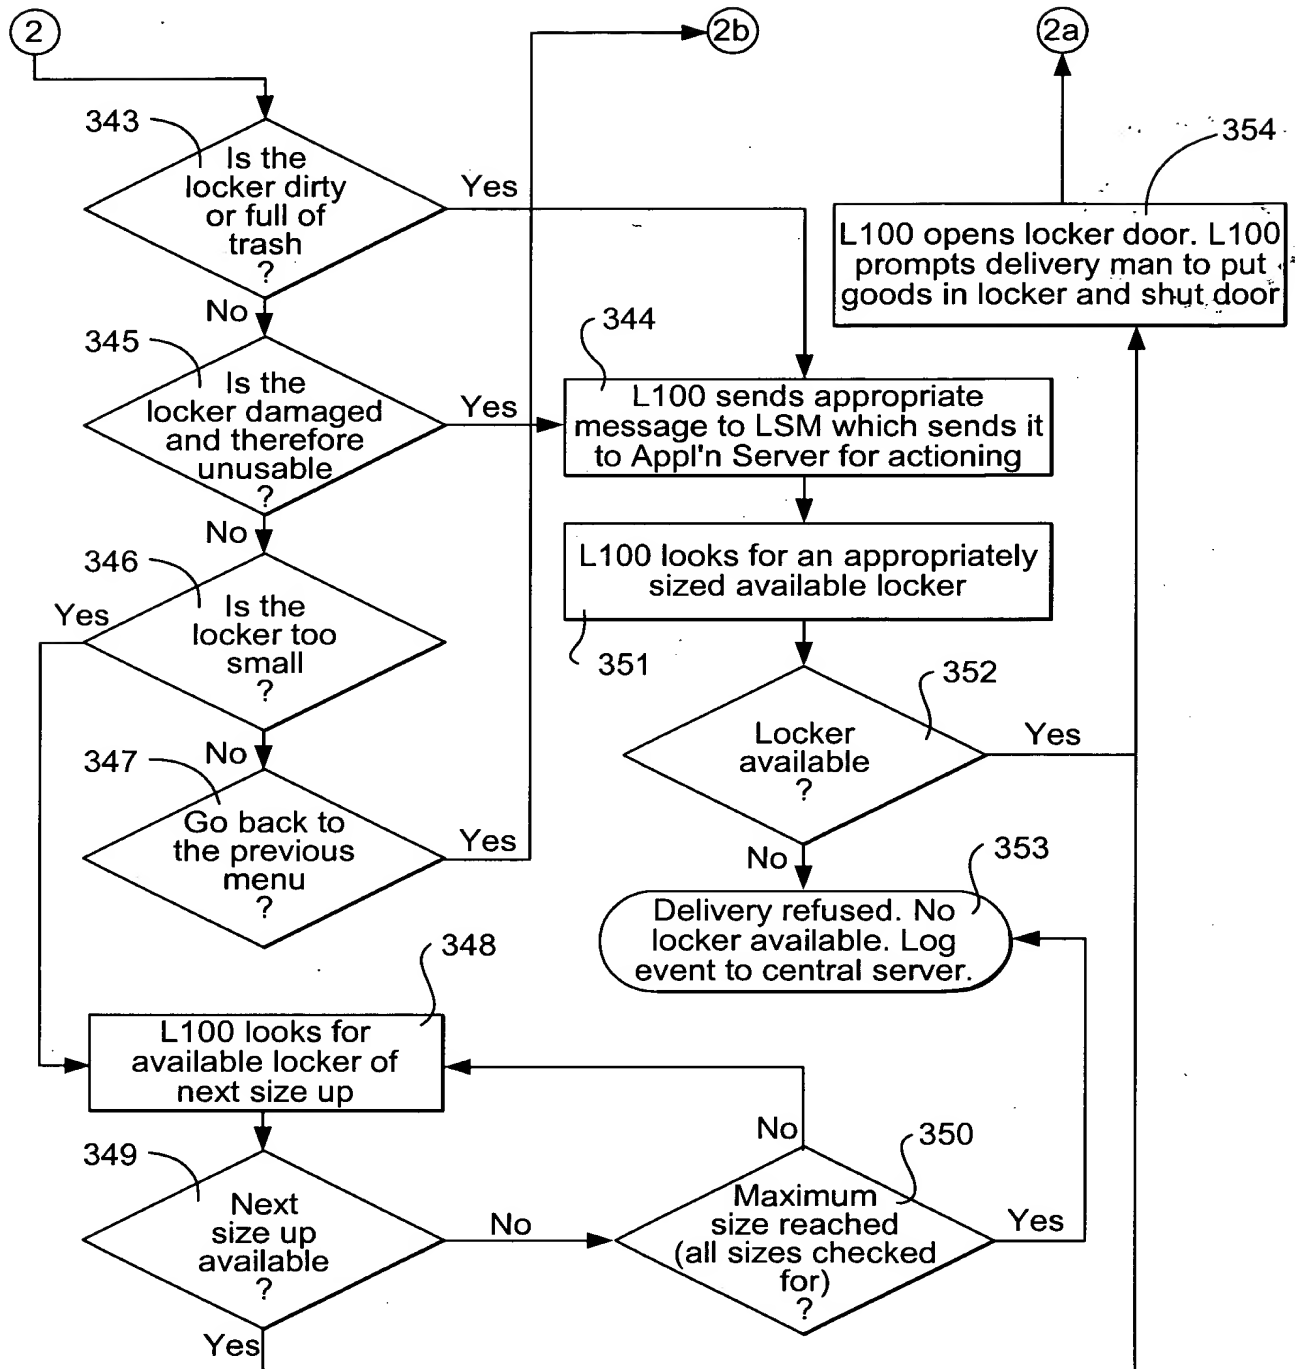 2
2b
2a
343
Is the
locker dirty
or full of
trash
?
Yes
No
354
L100 opens locker door. L100
prompts delivery man to put
goods in locker and shut door
345
Is the
locker damaged
and therefore
unusable
?
Yes
No
344
L100 sends appropriate
message to LSM which sends it
to Appl'n Server for actioning
L100 looks for an appropriately
sized available locker
351
346
Is the
locker too
small
?
Yes
No
352
Locker
available
?
Yes
No
347
Go back to
the previous
menu
?
Yes
353
Delivery refused. No
locker available. Log
event to central server.
348
L100 looks for
available locker of
next size up
349
Next
size up
available
?
No
Yes
350
Maximum
size reached
(all sizes checked
for)
?
No
Yes